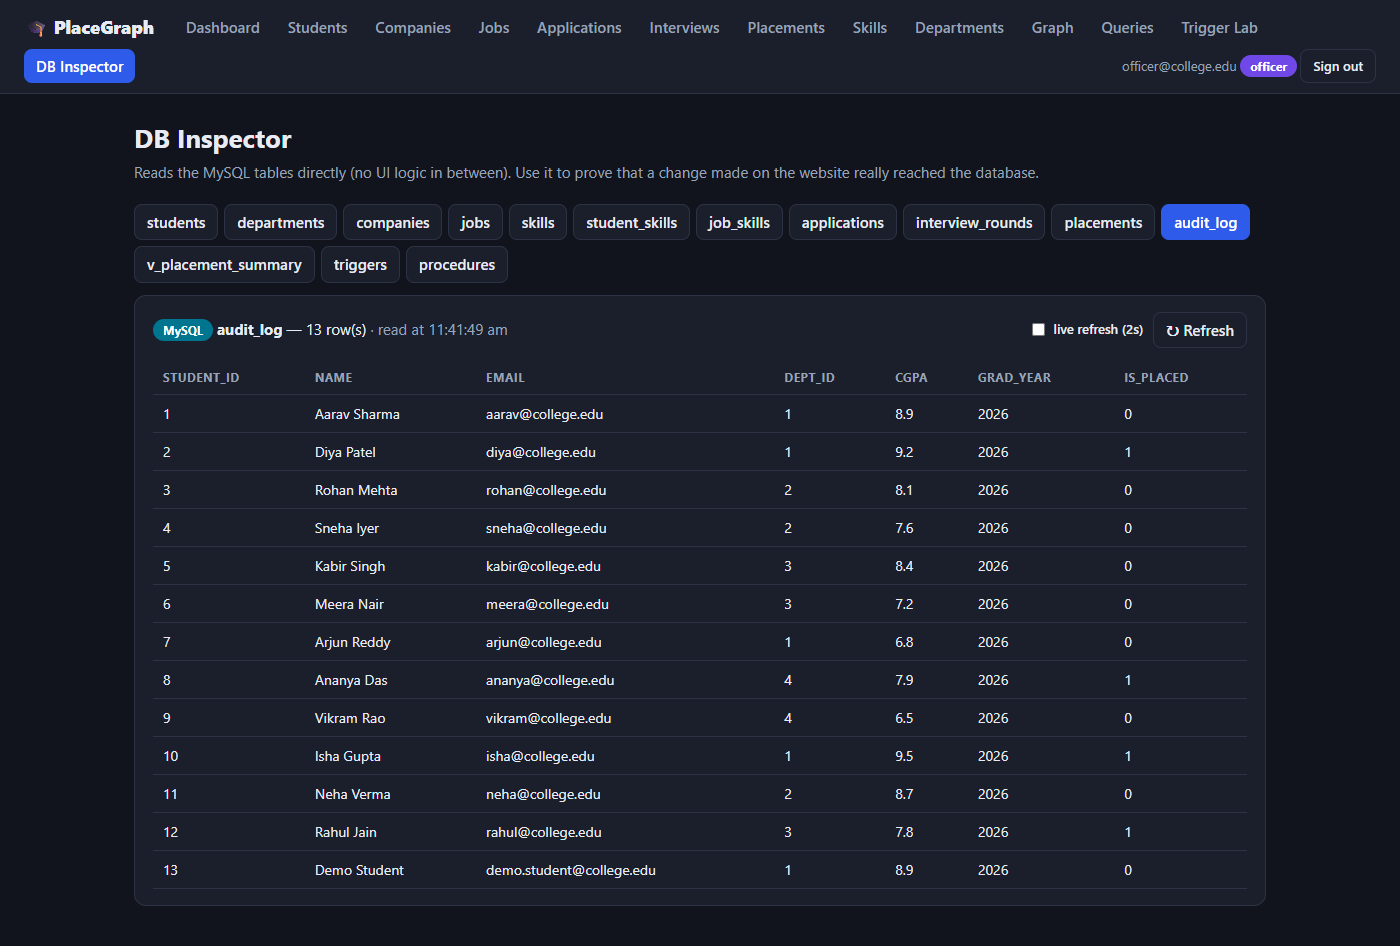 PlaceGraph Dashboard Students Companies Jobs Applications Interviews Placements Skills Departments Graph Queries Trigger Lab
DB Inspector officer@college.edu officer Sign out
DB Inspector
Reads the MySQL tables directly (no UI logic in between). Use it to prove that a change made on the website really reached the database.
students departments companies jobs skills student_skills job_skills applications interview_rounds placements audit_log
v_placement_summary triggers procedures
MySQL audit_log — 13 row(s) · read at 11:41:49 am live refresh (2s) ↻ Refresh
STUDENT_ID NAME EMAIL DEPT_ID CGPA GRAD_YEAR IS_PLACED
1 Aarav Sharma aarav@college.edu 1 8.9 2026 0
2 Diya Patel diya@college.edu 1 9.2 2026 1
3 Rohan Mehta rohan@college.edu 2 8.1 2026 0
4 Sneha Iyer sneha@college.edu 2 7.6 2026 0
5 Kabir Singh kabir@college.edu 3 8.4 2026 0
6 Meera Nair meera@college.edu 3 7.2 2026 0
7 Arjun Reddy arjun@college.edu 1 6.8 2026 0
8 Ananya Das ananya@college.edu 4 7.9 2026 1
9 Vikram Rao vikram@college.edu 4 6.5 2026 0
10 Isha Gupta isha@college.edu 1 9.5 2026 1
11 Neha Verma neha@college.edu 2 8.7 2026 0
12 Rahul Jain rahul@college.edu 3 7.8 2026 1
13 Demo Student demo.student@college.edu 1 8.9 2026 0